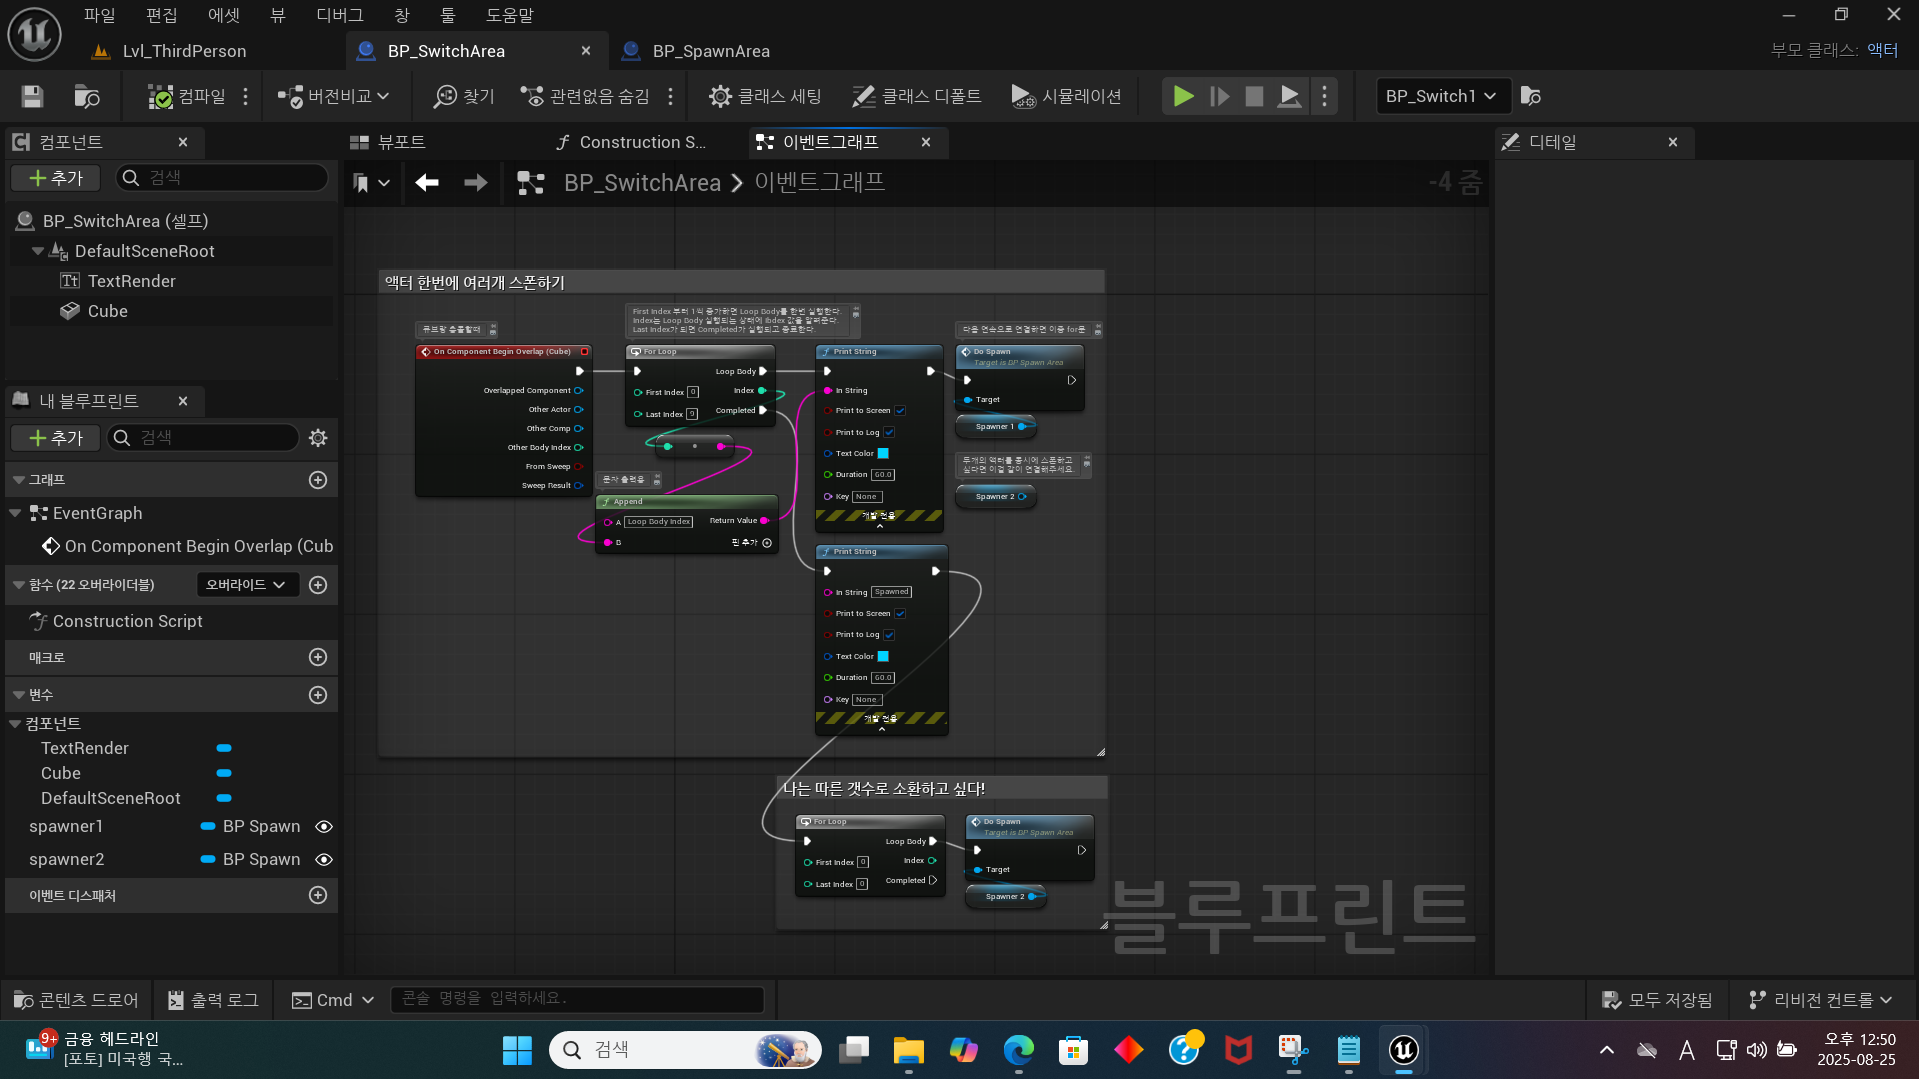 파일 편집 에셋 뷰 디버그 창 툴 도움말
Lvl_ThirdPerson
BP_SwitchArea
BP_SpawnArea
부모 클래스: 액터
컴파일
버전비교
찾기
관련없음 숨김
클래스 세팅
클래스 디폴트
시뮬레이션
BP_Switch1
컴포넌트
추가
검색
BP_SwitchArea (셀프)
DefaultSceneRoot
TextRender
Cube
내 블루프린트
추가
검색
그래프
EventGraph
On Component Begin Overlap (Cub
함수 (22 오버라이더블)
오버라이드
Construction Script
매크로
변수
컴포넌트
TextRender
Cube
DefaultSceneRoot
spawner1 BP Spawn
spawner2 BP Spawn
이벤트 디스패처
뷰포트
Construction S...
이벤트그래프
BP_SwitchArea > 이벤트그래프
-4 줌
액터 한번에 여러개 스폰하기
큐브랑 충돌할때
On Component Begin Overlap (Cube)
Overlapped Component
Other Actor
Other Comp
Other Body Index
From Sweep
Sweep Result
First Index 부터 1씩 증가하면 Loop Body를 한번 실행한다.
Index는 Loop Body 실행되는 상태에 Ibdex 값을 알려준다.
Last Index가 되면 Completed가 실행되고 종료한다.
For Loop
Loop Body
First Index 0
Index
Last Index 9
Completed
문자 출력용
Append
A Loop Body Index
Return Value
B
핀 추가
Print String
In String
Print to Screen
Print to Log
Text Color
Duration 60.0
Key None
개발 전용
다음 연속으로 연결하면 이중 for문
Do Spawn
Target is BP Spawn Area
Target
Spawner 1
두개의 액터를 동시에 스폰하고
싶다면 이걸 같이 연결해주세요.
Spawner 2
Print String
In String Spawned
Print to Screen
Print to Log
Text Color
Duration 60.0
Key None
개발 전용
나는 따른 갯수로 소환하고 싶다!
For Loop
Loop Body
First Index 0
Index
Last Index 0
Completed
Do Spawn
Target is BP Spawn Area
Target
Spawner 2
블루프린트
디테일
콘텐츠 드로어
출력 로그
Cmd
콘솔 명령을 입력하세요.
모두 저장됨
리비전 컨트롤
9+
금융 헤드라인
[포토] 미국행 국...
검색
A
오후 12:50
2025-08-25